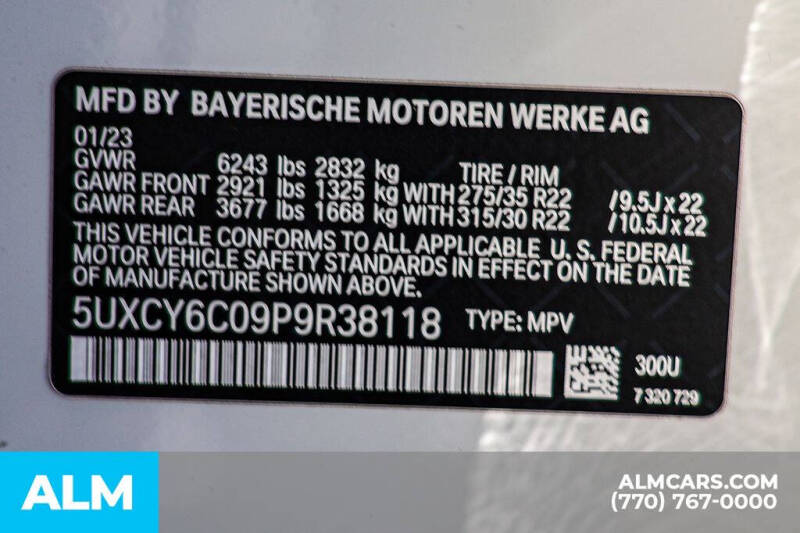 MFD BY BAYERISCHE MOTOREN WERKE AG
01/23
GVWR 6243 lbs 2832 kg TIRE / RIM
GAWR FRONT 2921 lbs 1325 kg WITH 275/35 R22 / 9.5J x 22
GAWR REAR 3677 lbs 1668 kg WITH 315/30 R22 / 10.5J x 22
THIS VEHICLE CONFORMS TO ALL APPLICABLE U. S. FEDERAL
MOTOR VEHICLE SAFETY STANDARDS IN EFFECT ON THE DATE
OF MANUFACTURE SHOWN ABOVE.
5UXCY6C09P9R38118 TYPE: MPV
300U
7 320 729
ALM
ALMCARS.COM
(770) 767-0000